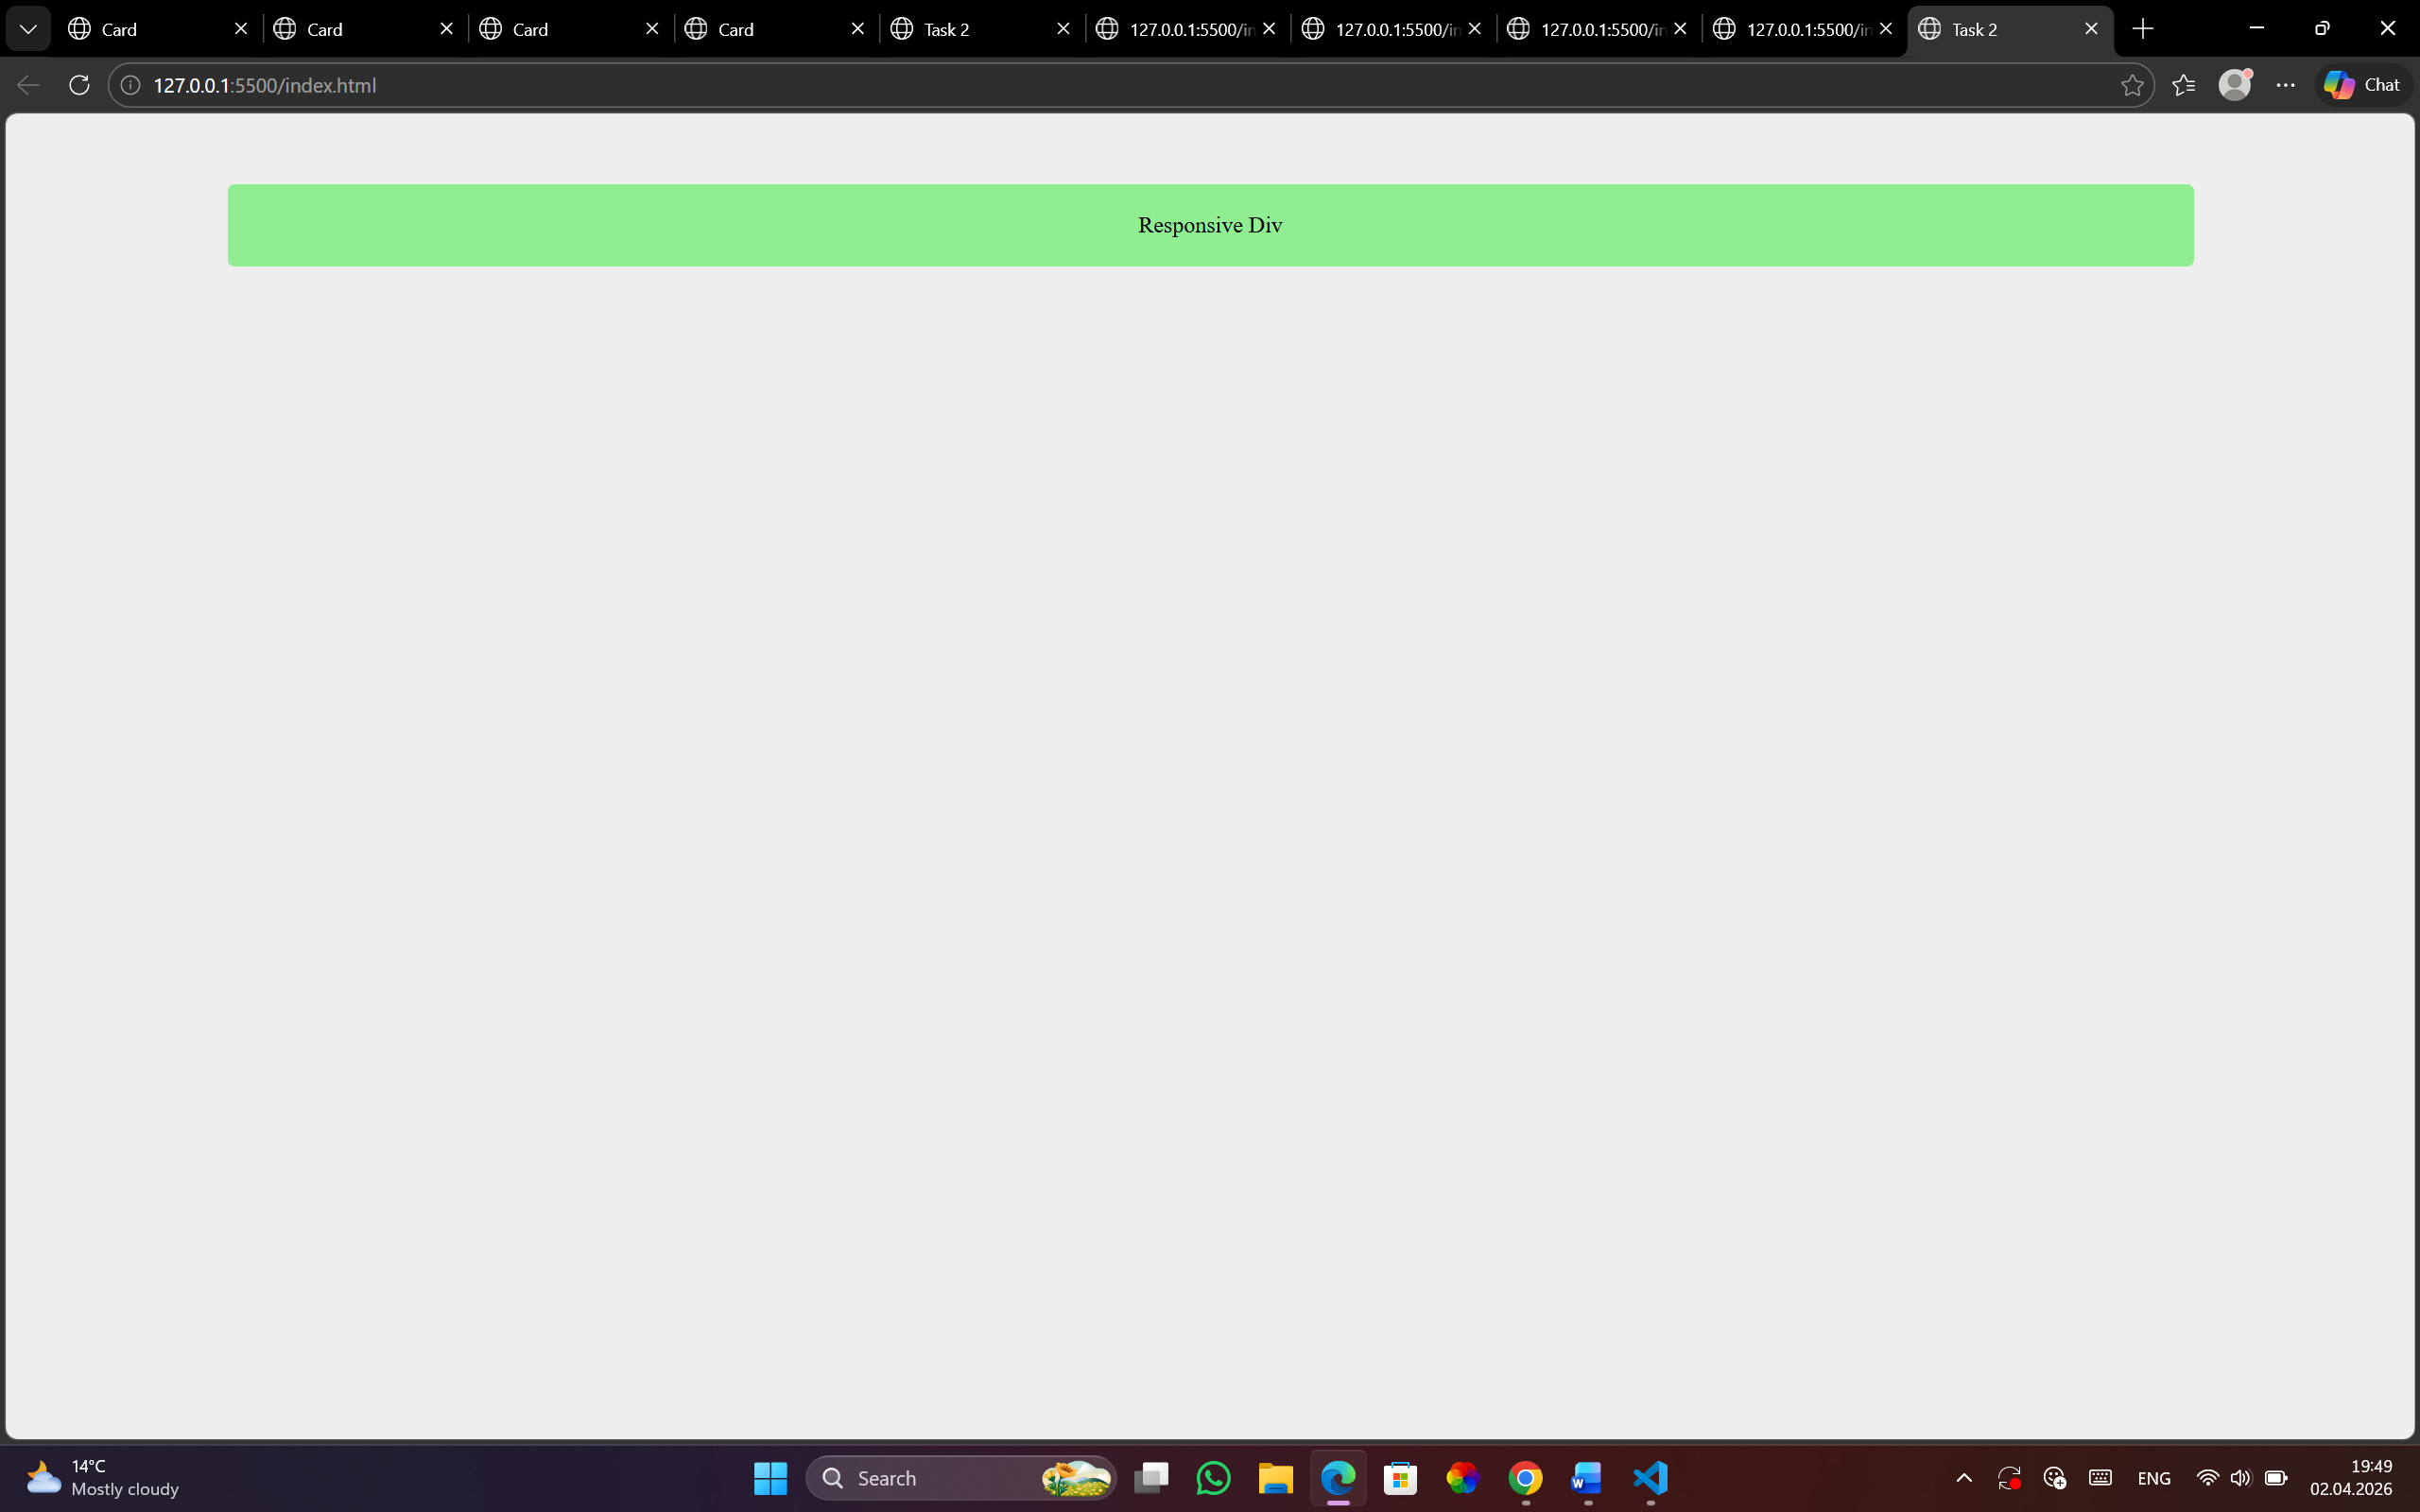 Card
Card
Card
Card
Task 2
127.0.0.1:5500/in
127.0.0.1:5500/in
127.0.0.1:5500/in
127.0.0.1:5500/in
Task 2
127.0.0.1:5500/index.html
Chat
Responsive Div
14°C
Mostly cloudy
Search
W
ENG
19:49
02.04.2026